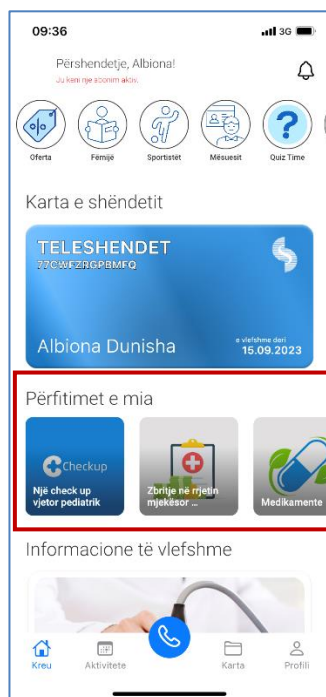 09:36
3G
Përshendetje, Albiona!
Ju keni nje abonim aktiv.
Oferta
Fëmijë
Sportistët
Mësuesit
Quiz Time
Karta e shëndetit
TELESHENDET
77CWFZRGPBMFQ
Albiona Dunisha
e vlefshme deri
15.09.2023
Përfitimet e mia
Checkup
Një check up
vjetor pediatrik
Zbritje në rrjetin
mjekësor ...
Medikamente
Informacione të vlefshme
Kreu
Aktivitete
Karta
Profili